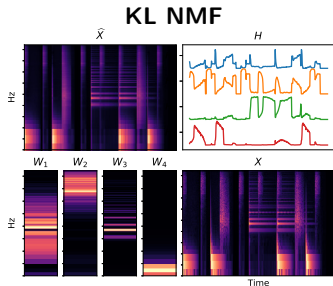 KL NMF
X̂ H
Hz
W₁ W₂ W₃ W₄ X
Hz
Time